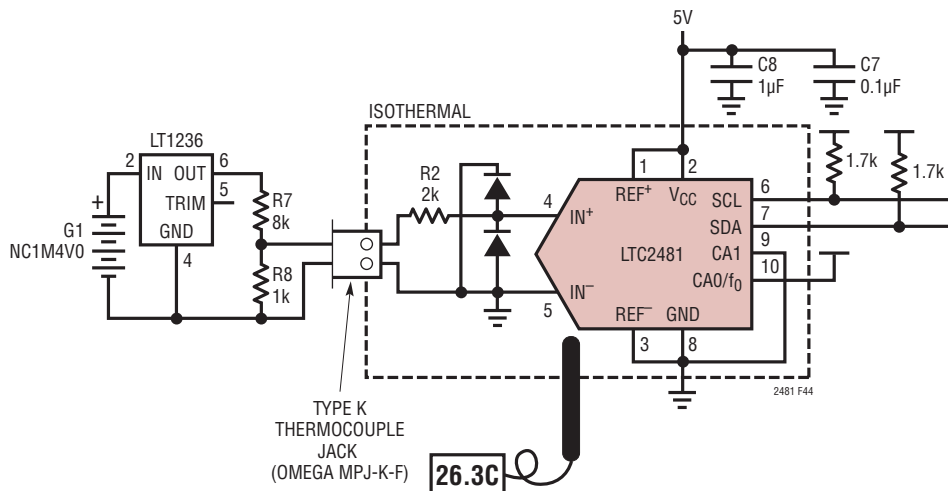 5V
C8
1µF
C7
0.1µF
ISOTHERMAL
LT1236
2
IN
OUT
6
TRIM
5
GND
4
G1
NC1M4V0
+
R7
8k
R8
1k
R2
2k
1.7k
1.7k
1
2
REF+
VCC
4
IN+
LTC2481
IN−
5
REF−
GND
3
8
SCL
6
SDA
7
CA1
9
CA0/f0
10
2481 F44
TYPE K
THERMOCOUPLE
JACK
(OMEGA MPJ-K-F)
26.3C